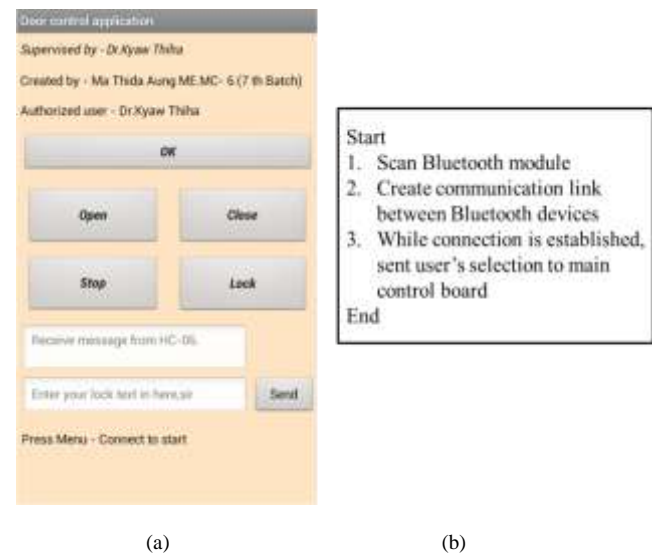 Door control application
Supervised by - Dr.Kyaw Thiha
Created by - Ma Thida Aung ME.MC- 6 (7 th Batch)
Authorized user - Dr.Kyaw Thiha
OK
Open
Close
Stop
Lock
Receive message from HC-05.
Enter your lock text in here,sir
Send
Press Menu - Connect to start
Start
1. Scan Bluetooth module
2. Create communication link
between Bluetooth devices
3. While connection is established,
sent user's selection to main
control board
End
(a)
(b)